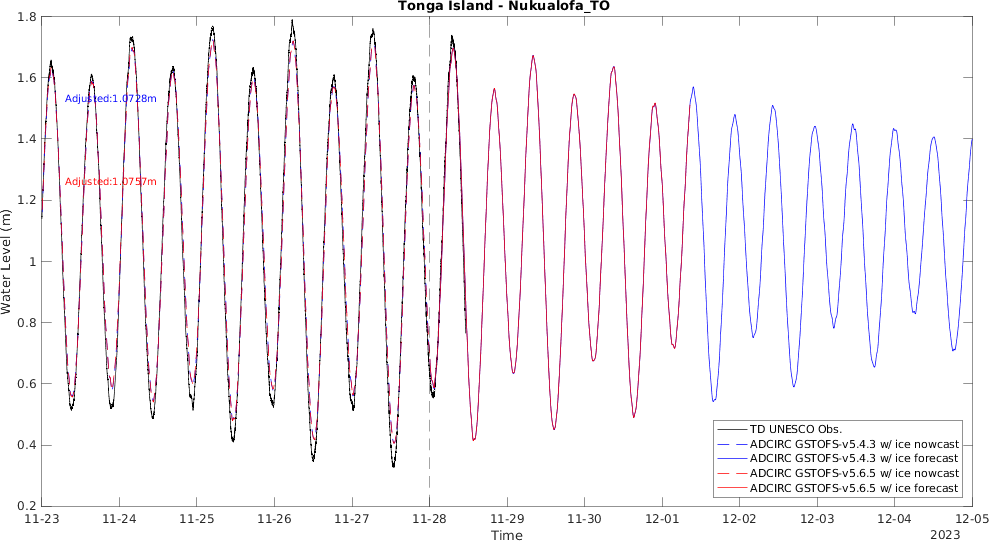 Tonga Island - Nukualofa_TO
1.8
1.6
1.4
1.2
1
0.8
0.6
0.4
0.2
Water Level (m)
Adjusted:1.0728m
Adjusted:1.0757m
TD UNESCO Obs.
ADCIRC GSTOFS-v5.4.3 w/ ice nowcast
ADCIRC GSTOFS-v5.4.3 w/ ice forecast
ADCIRC GSTOFS-v5.6.5 w/ ice nowcast
ADCIRC GSTOFS-v5.6.5 w/ ice forecast
11-23 11-24 11-25 11-26 11-27 11-28 11-29 11-30 12-01 12-02 12-03 12-04 12-05
Time
2023